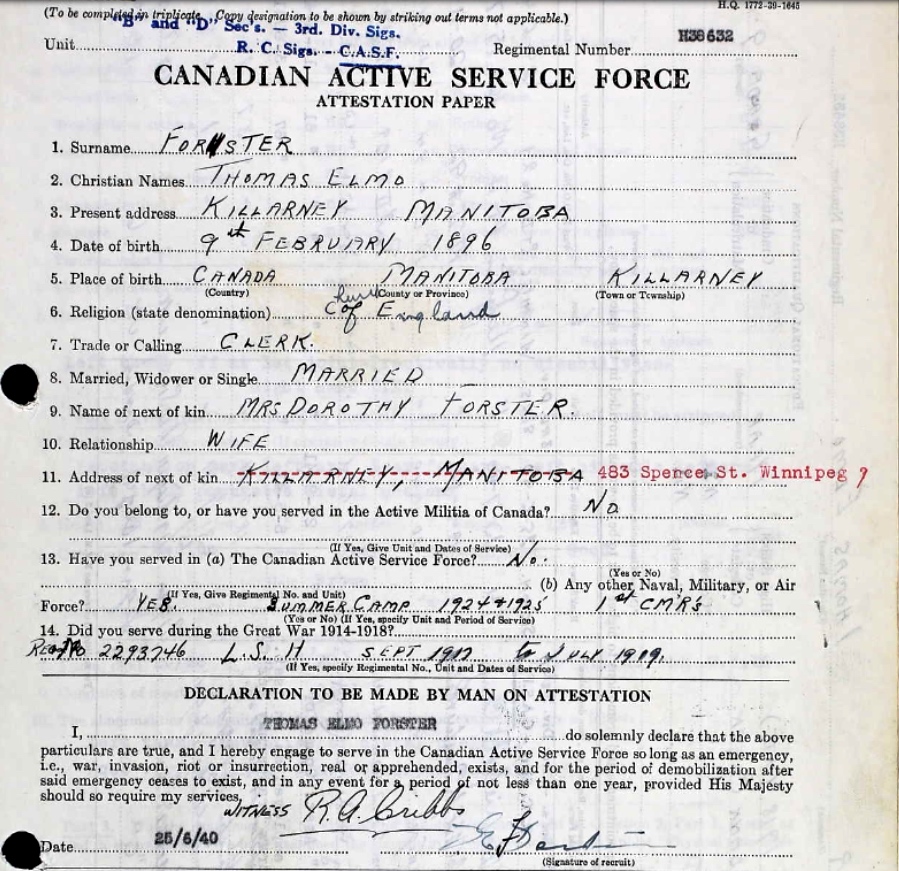 (To be completed in triplicate. Copy designation to be shown by striking out terms not applicable.)
H.Q. 1772-39-1645
"B" and "D" Sec's. — 3rd. Div. Sigs.
Unit R. C. Sigs. - C.A.S.F. Regimental Number H38632
CANADIAN ACTIVE SERVICE FORCE
ATTESTATION PAPER
1. Surname FORSTER
2. Christian Names THOMAS ELMO
3. Present address KILLARNEY MANITOBA
4. Date of birth 9th FEBRUARY 1896
5. Place of birth CANADA MANITOBA KILLARNEY
(Country) (County or Province) (Town or Township)
6. Religion (state denomination) C of England
7. Trade or Calling CLERK.
8. Married, Widower or Single MARRIED
9. Name of next of kin MRS DOROTHY FORSTER.
10. Relationship WIFE
11. Address of next of kin KILLARNEY, MANITOBA 483 Spence St. Winnipeg
12. Do you belong to, or have you served in the Active Militia of Canada? NO
(If Yes, Give Unit and Dates of Service)
13. Have you served in (a) The Canadian Active Service Force? No.
(Yes or No)
(If Yes, Give Regimental No. and Unit) (b) Any other Naval, Military, or Air
Force? YES. SUMMER CAMP 1924 & 1925 1st CMR's
(Yes or No) (If Yes, specify Unit and Period of Service)
14. Did you serve during the Great War 1914-1918?
Reg No 2293746 L.S.H SEPT 1917 to JULY 1919.
(If Yes, specify Regimental No., Unit and Dates of Service)
DECLARATION TO BE MADE BY MAN ON ATTESTATION
THOMAS ELMO FORSTER
I, do solemnly declare that the above
particulars are true, and I hereby engage to serve in the Canadian Active Service Force so long as an emergency,
i.e., war, invasion, riot or insurrection, real or apprehended, exists, and for the period of demobilization after
said emergency ceases to exist, and in any event for a period of not less than one year, provided His Majesty
should so require my services.
WITNESS R.A. Cribbs
Date 25/6/40
(Signature of recruit)